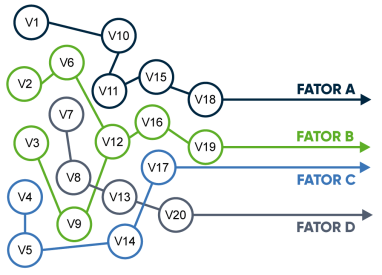 V1
V10
V6
V2
V11
V15
V18
FATOR A
V7
V16
V3
V12
V19
FATOR B
V8
V17
FATOR C
V4
V13
V9
V20
FATOR D
V5
V14